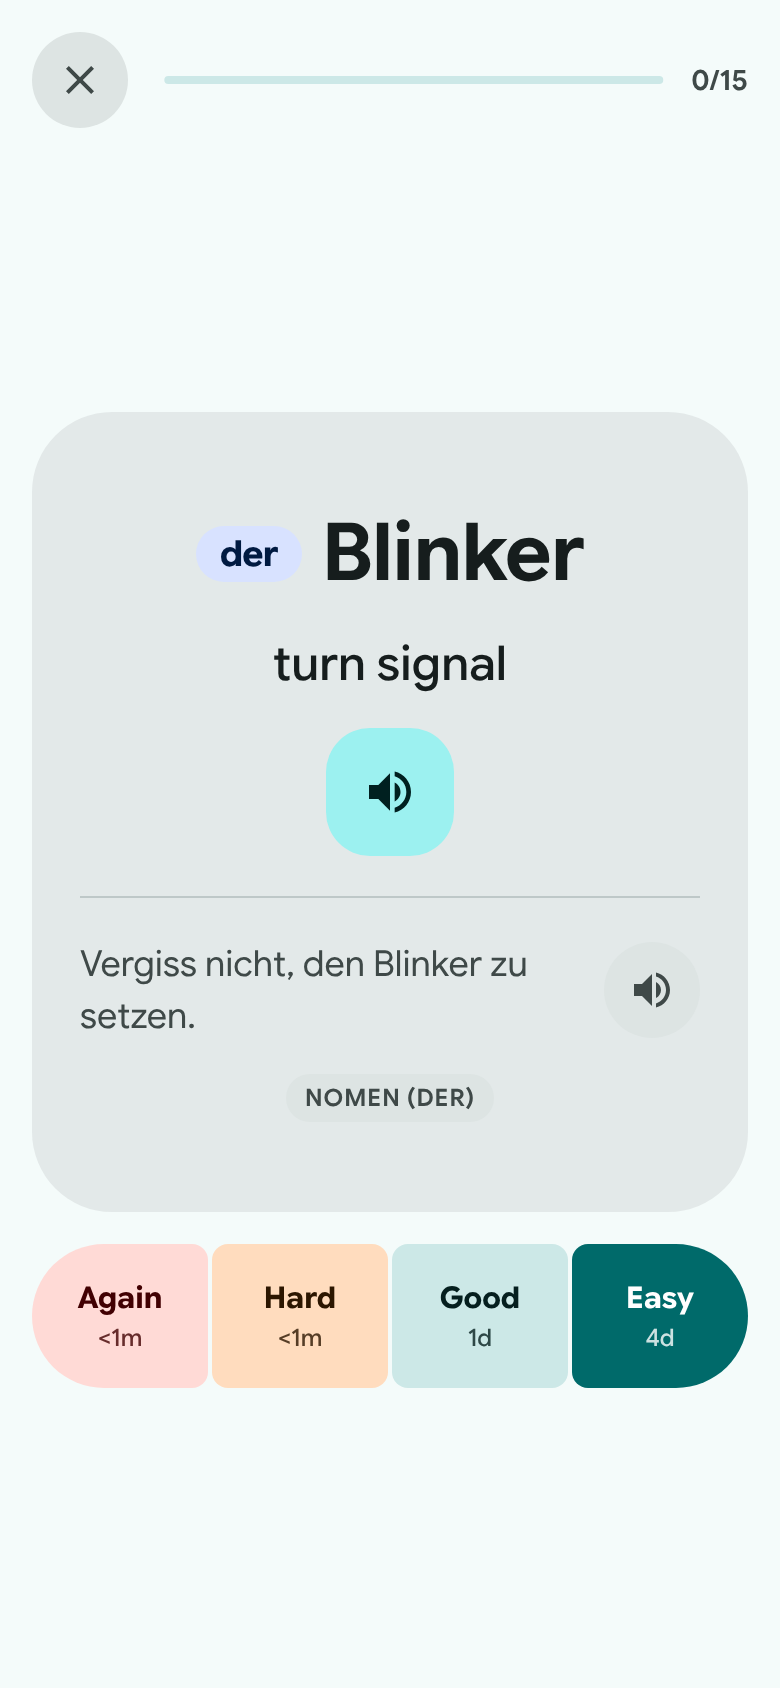 0/15
der Blinker
turn signal
Vergiss nicht, den Blinker zu
setzen.
NOMEN (DER)
Again Hard Good Easy
<1m <1m 1d 4d